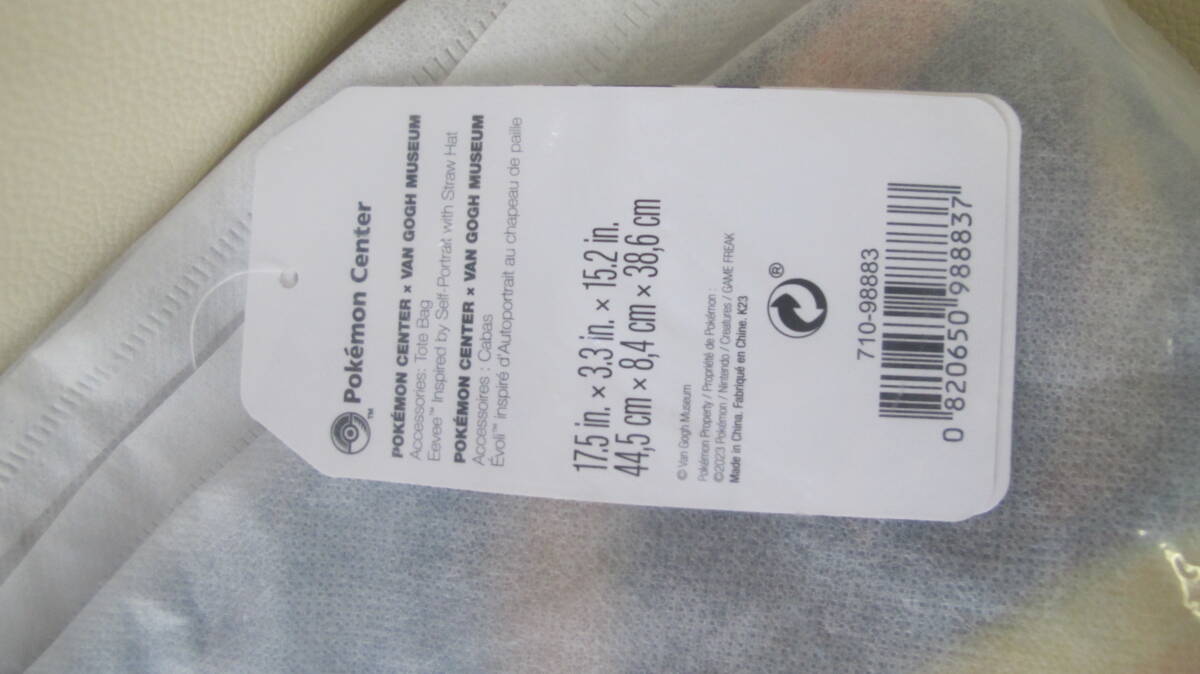 Pokémon Center™
POKÉMON CENTER × VAN GOGH MUSEUM
Accessories: Tote Bag
Eevee™ Inspired by Self-Portrait with Straw Hat
POKÉMON CENTER × VAN GOGH MUSEUM
Accessoires : Cabas
Évoli™ inspiré d'Autoportrait au chapeau de paille
17.5 in. × 3.3 in. × 15.2 in.
44,5 cm × 8,4 cm × 38,6 cm
© Van Gogh Museum
Pokémon Property / Propriété de Pokémon :
©2023 Pokémon / Nintendo / Creatures / GAME FREAK
Made in China. Fabriqué en Chine. K23
®
710-98883
0 820650 988837